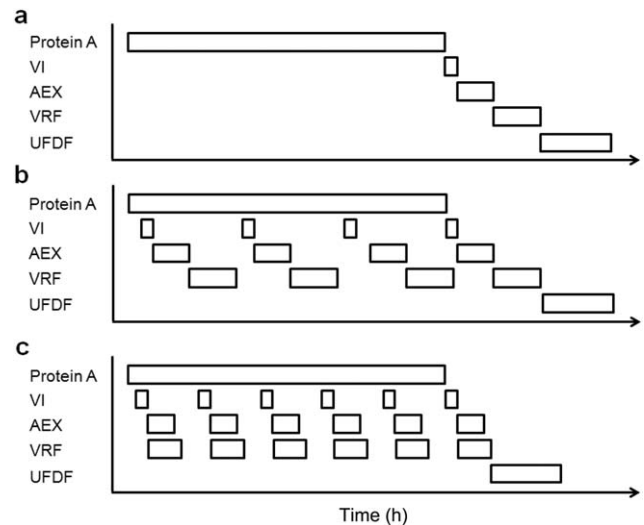 a
Protein A
VI
AEX
VRF
UFDF
b
Protein A
VI
AEX
VRF
UFDF
c
Protein A
VI
AEX
VRF
UFDF
Time (h)